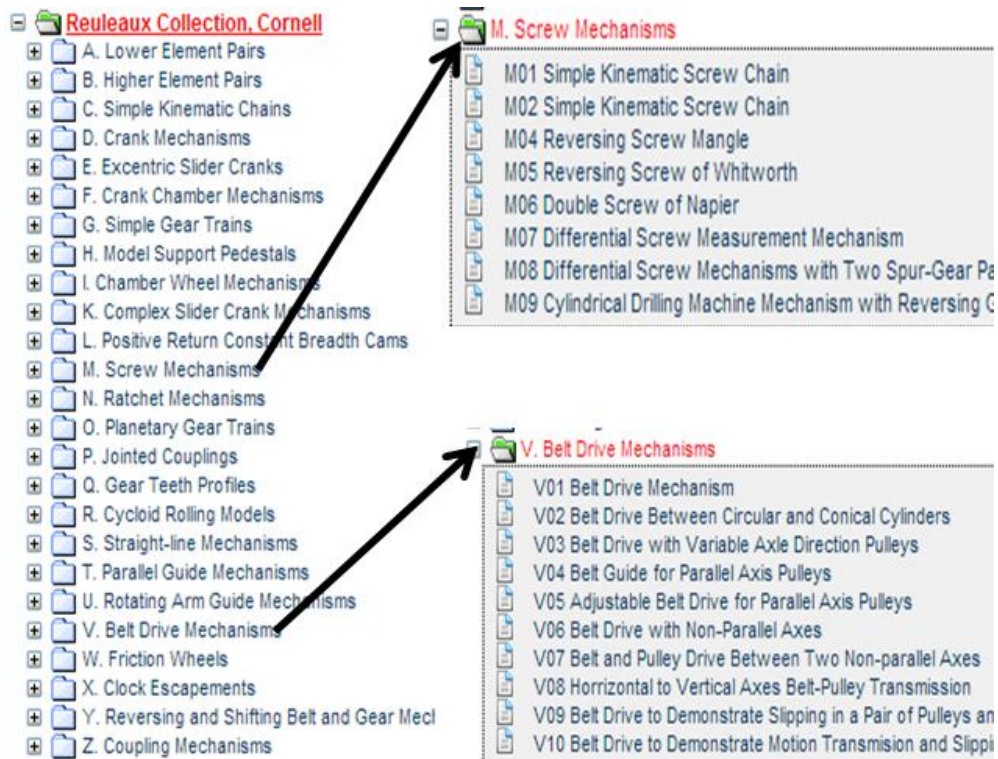 Reuleaux Collection, Cornell
A. Lower Element Pairs
B. Higher Element Pairs
C. Simple Kinematic Chains
D. Crank Mechanisms
E. Excentric Slider Cranks
F. Crank Chamber Mechanisms
G. Simple Gear Trains
H. Model Support Pedestals
I. Chamber Wheel Mechanisms
K. Complex Slider Crank Mechanisms
L. Positive Return Constant Breadth Cams
M. Screw Mechanisms
N. Ratchet Mechanisms
O. Planetary Gear Trains
P. Jointed Couplings
Q. Gear Teeth Profiles
R. Cycloid Rolling Models
S. Straight-line Mechanisms
T. Parallel Guide Mechanisms
U. Rotating Arm Guide Mechanisms
V. Belt Drive Mechanisms
W. Friction Wheels
X. Clock Escapements
Y. Reversing and Shifting Belt and Gear Mecl
Z. Coupling Mechanisms
M. Screw Mechanisms
M01 Simple Kinematic Screw Chain
M02 Simple Kinematic Screw Chain
M04 Reversing Screw Mangle
M05 Reversing Screw of Whitworth
M06 Double Screw of Napier
M07 Differential Screw Measurement Mechanism
M08 Differential Screw Mechanisms with Two Spur-Gear Pa
M09 Cylindrical Drilling Machine Mechanism with Reversing G
V. Belt Drive Mechanisms
V01 Belt Drive Mechanism
V02 Belt Drive Between Circular and Conical Cylinders
V03 Belt Drive with Variable Axle Direction Pulleys
V04 Belt Guide for Parallel Axis Pulleys
V05 Adjustable Belt Drive for Parallel Axis Pulleys
V06 Belt Drive with Non-Parallel Axes
V07 Belt and Pulley Drive Between Two Non-parallel Axes
V08 Horrizontal to Vertical Axes Belt-Pulley Transmission
V09 Belt Drive to Demonstrate Slipping in a Pair of Pulleys an
V10 Belt Drive to Demonstrate Motion Transmision and Slippi